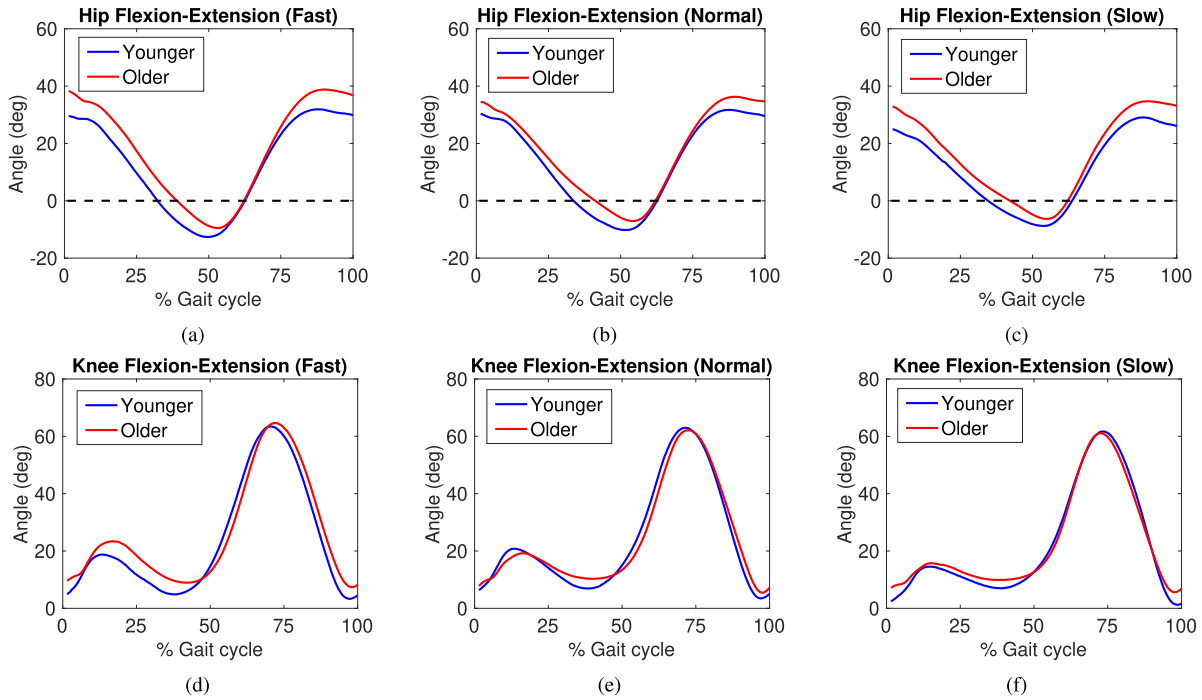 Hip Flexion-Extension (Fast)
60
40
20
0
-20
Angle (deg)
Younger
Older
0 25 50 75 100
% Gait cycle
(a)
Hip Flexion-Extension (Normal)
60
40
20
0
-20
Angle (deg)
Younger
Older
0 25 50 75 100
% Gait cycle
(b)
Hip Flexion-Extension (Slow)
60
40
20
0
-20
Angle (deg)
Younger
Older
0 25 50 75 100
% Gait cycle
(c)
Knee Flexion-Extension (Fast)
80
60
40
20
0
Angle (deg)
Younger
Older
0 25 50 75 100
% Gait cycle
(d)
Knee Flexion-Extension (Normal)
80
60
40
20
0
Angle (deg)
Younger
Older
0 25 50 75 100
% Gait cycle
(e)
Knee Flexion-Extension (Slow)
80
60
40
20
0
Angle (deg)
Younger
Older
0 25 50 75 100
% Gait cycle
(f)